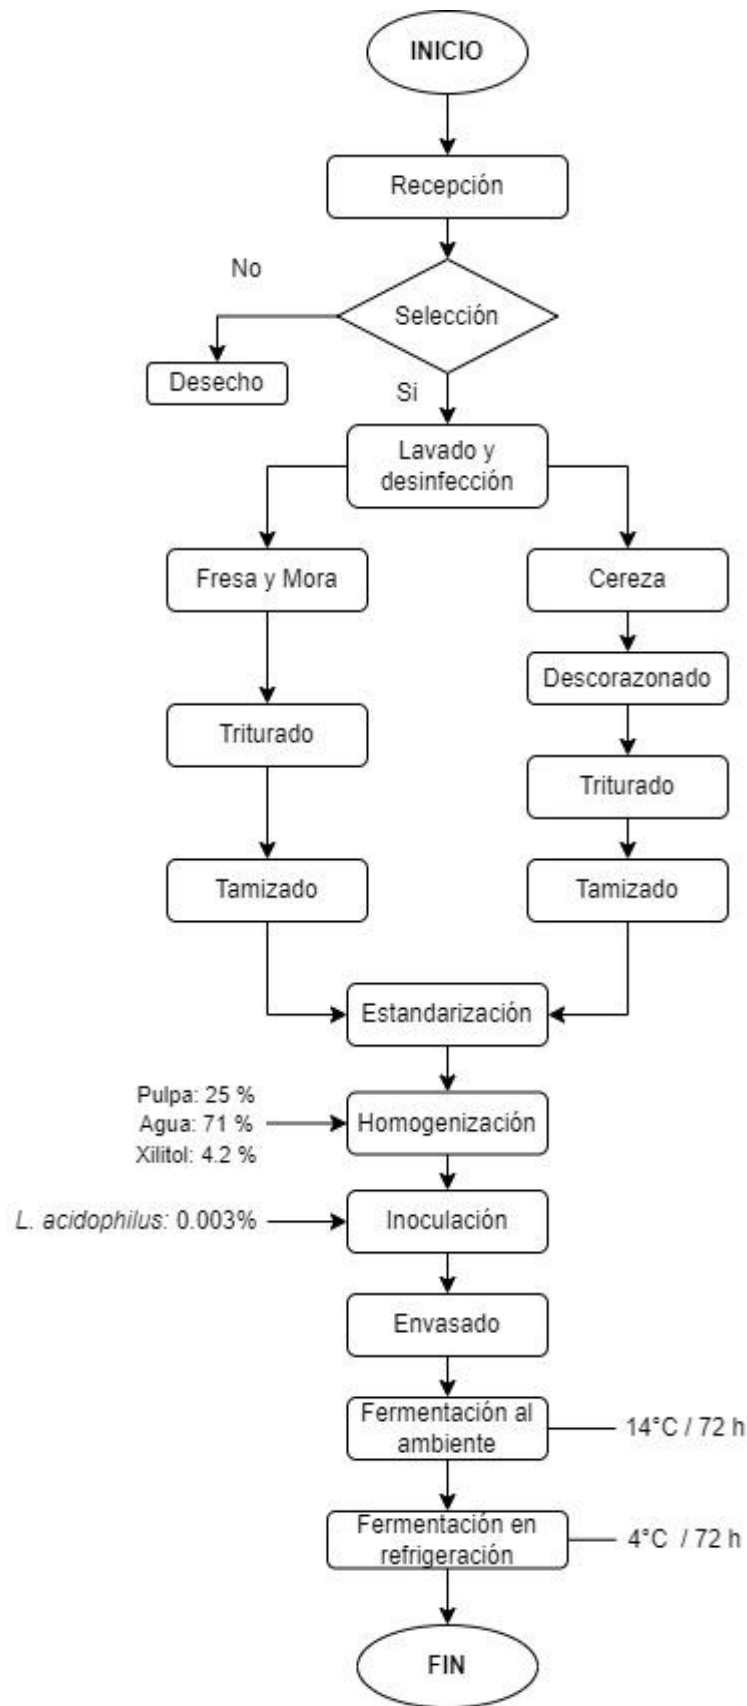 INICIO
Recepción
No
Selección
Desecho
Si
Lavado y
desinfección
Fresa y Mora
Cereza
Descorazonado
Triturado
Triturado
Tamizado
Tamizado
Estandarización
Pulpa: 25 %
Agua: 71 %
Xilitol: 4.2 %
Homogenización
L. acidophilus: 0.003%
Inoculación
Envasado
Fermentación al
ambiente
14°C / 72 h
Fermentación en
refrigeración
4°C / 72 h
FIN